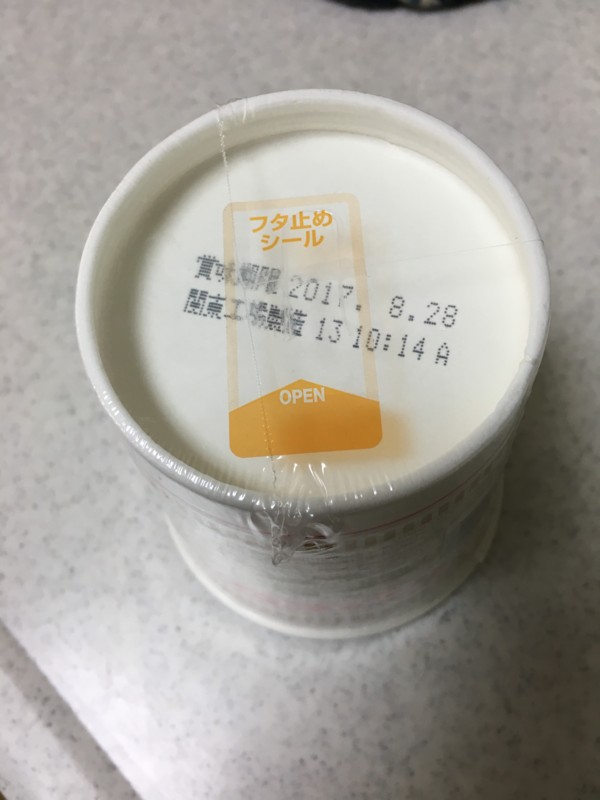 フタ止め
シール
賞味期限 2017. 8.28
関東工場製造 13 10:14 A
OPEN